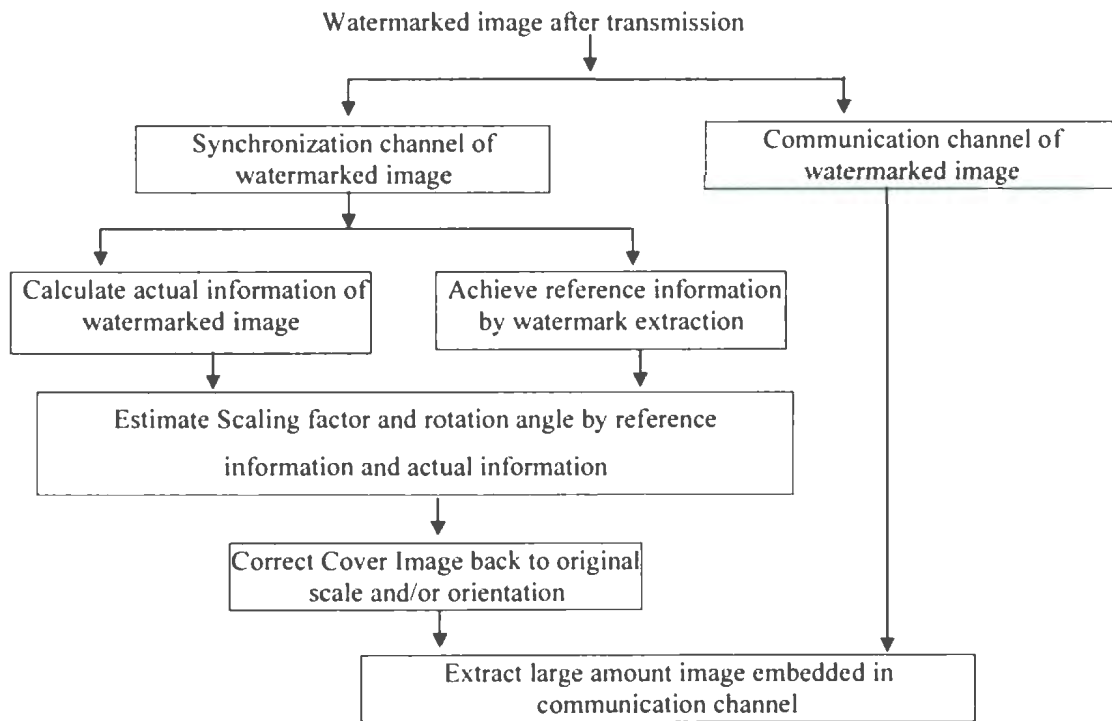 Watermarked image after transmission
Synchronization channel of
watermarked image
Communication channel of
watermarked image
Calculate actual information of
watermarked image
Achieve reference information
by watermark extraction
Estimate Scaling factor and rotation angle by reference
information and actual information
Correct Cover Image back to original
scale and/or orientation
Extract large amount image embedded in
communication channel